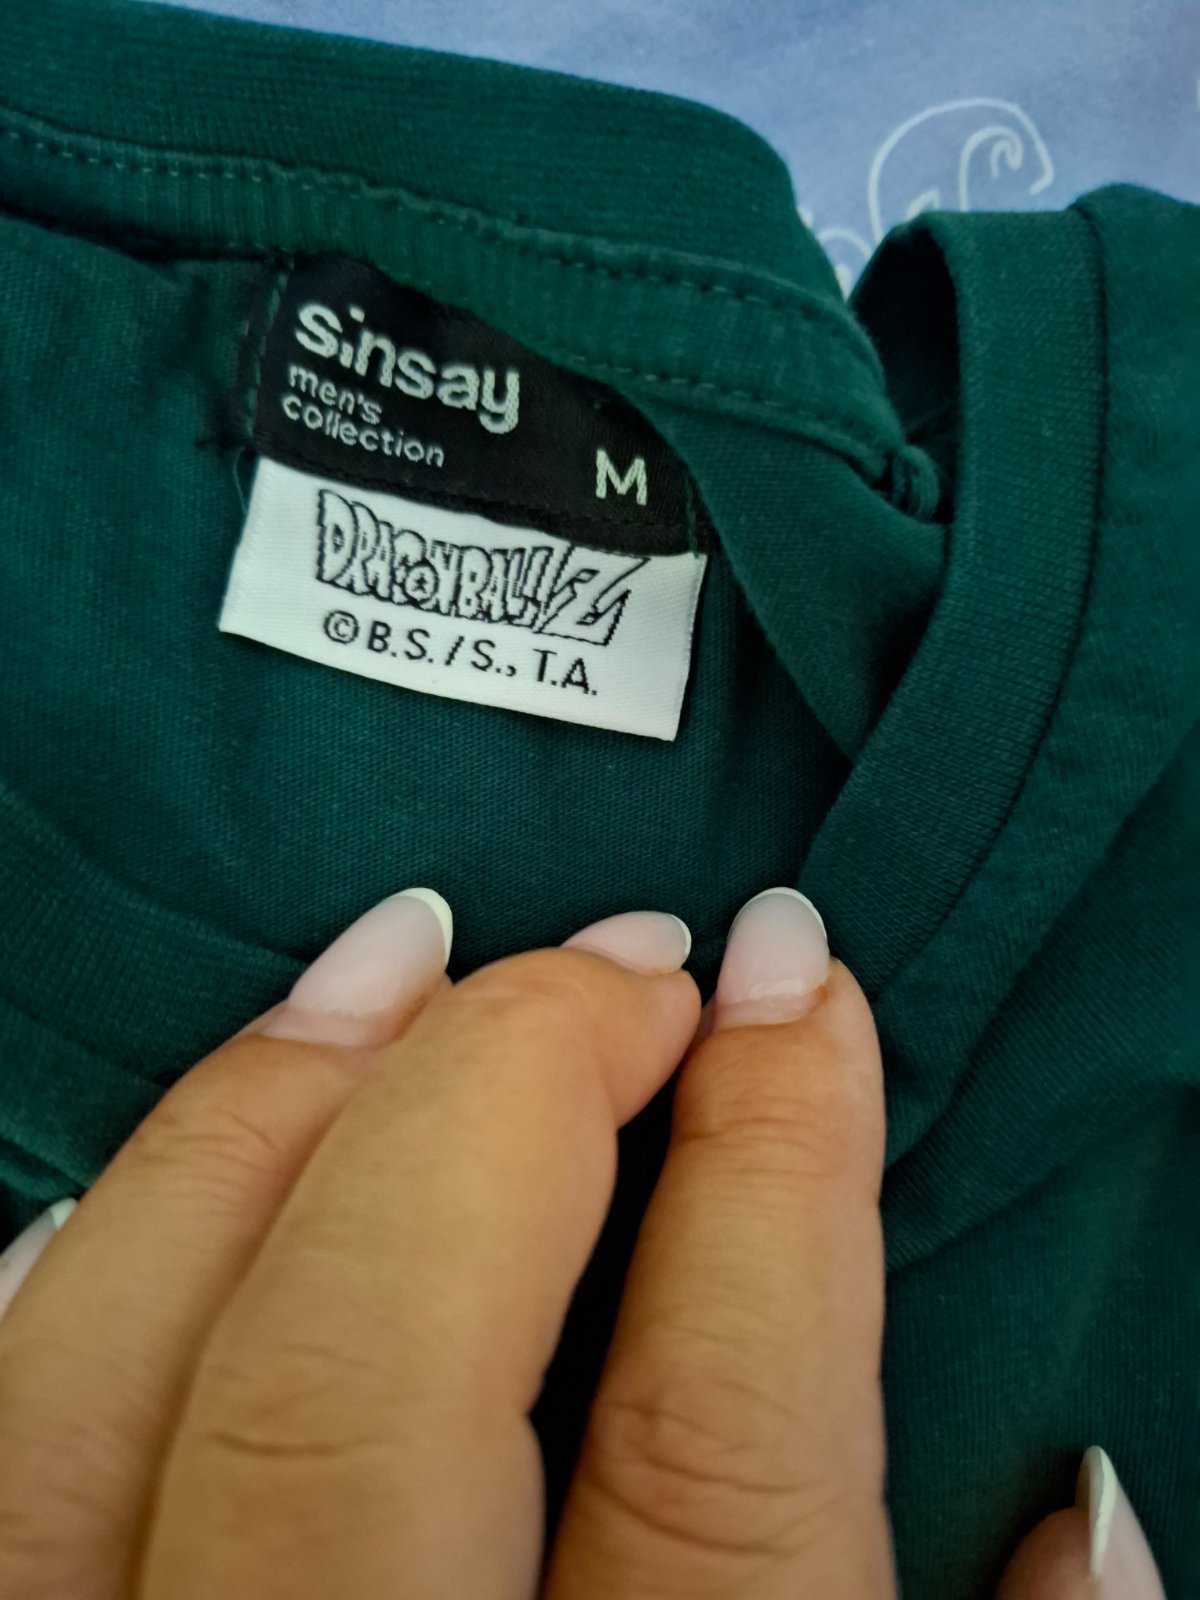 sinsay
men's
collection
M
DRAGONBALL Z
© B.S./S., T.A.